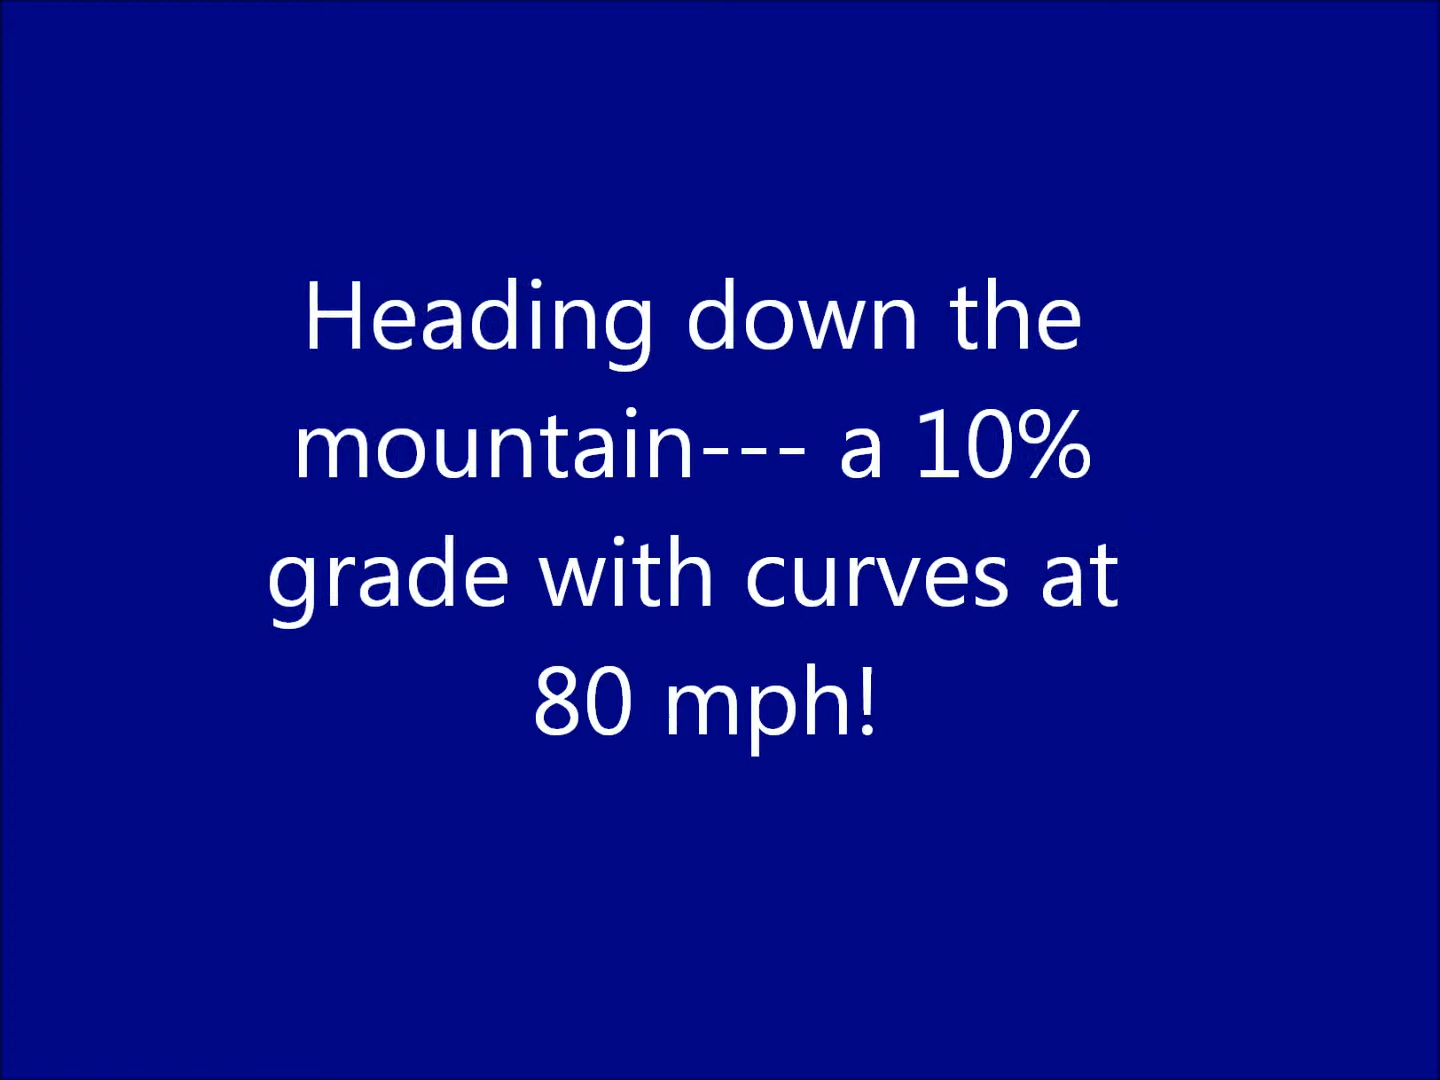 Heading down the
mountain--- a 10%
grade with curves at
80 mph!